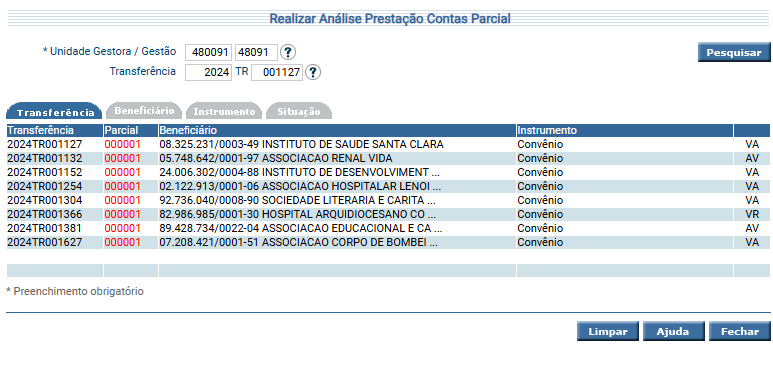 Realizar Análise Prestação Contas Parcial
* Unidade Gestora / Gestão 480091 48091 ?
Pesquisar
Transferência 2024 TR 001127 ?
Transferência Beneficiário Instrumento Situação
Transferência Parcial Beneficiário Instrumento
2024TR001127 000001 08.325.231/0003-49 INSTITUTO DE SAUDE SANTA CLARA Convênio VA
2024TR001132 000001 05.748.642/0001-97 ASSOCIACAO RENAL VIDA Convênio AV
2024TR001152 000001 24.006.302/0004-88 INSTITUTO DE DESENVOLVIMENT ... Convênio VA
2024TR001254 000001 02.122.913/0001-06 ASSOCIACAO HOSPITALAR LENOI ... Convênio VA
2024TR001304 000001 92.736.040/0008-90 SOCIEDADE LITERARIA E CARITA ... Convênio VA
2024TR001366 000001 82.986.985/0001-30 HOSPITAL ARQUIDIOCESANO CO ... Convênio VR
2024TR001381 000001 89.428.734/0022-04 ASSOCIACAO EDUCACIONAL E CA ... Convênio AV
2024TR001627 000001 07.208.421/0001-51 ASSOCIACAO CORPO DE BOMBEI ... Convênio VA
* Preenchimento obrigatório
Limpar Ajuda Fechar